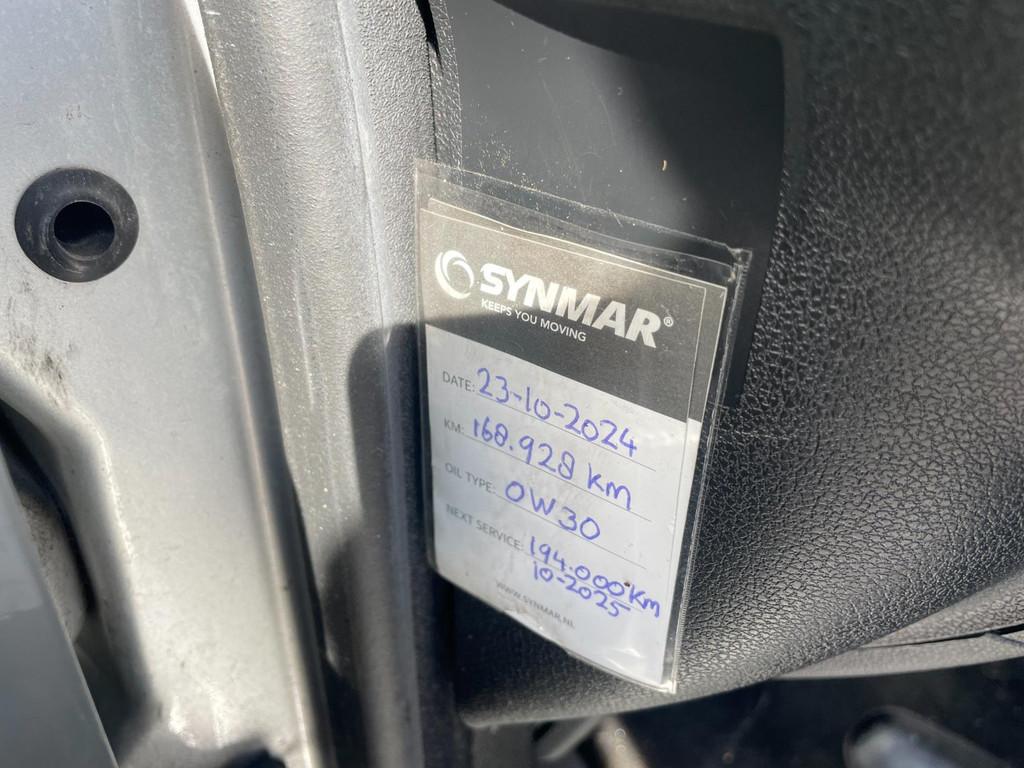 SYNMAR®
KEEPS YOU MOVING
DATE: 23-10-2024
KM: 168.928 km
OIL TYPE: 0W30
NEXT SERVICE: 194.000 km
10-2025
WWW.SYNMAR.NL